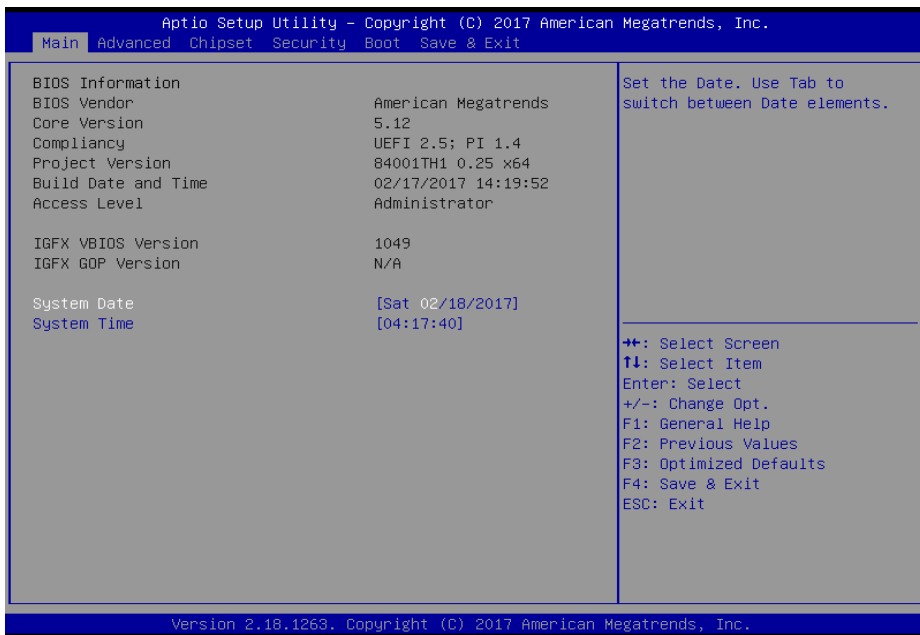 Aptio Setup Utility – Copyright (C) 2017 American Megatrends, Inc.
Main Advanced Chipset Security Boot Save & Exit
BIOS Information
BIOS Vendor American Megatrends
Core Version 5.12
Compliancy UEFI 2.5; PI 1.4
Project Version 84001TH1 0.25 x64
Build Date and Time 02/17/2017 14:19:52
Access Level Administrator
IGFX VBIOS Version 1049
IGFX GOP Version N/A
System Date [Sat 02/18/2017]
System Time [04:17:40]
Set the Date. Use Tab to
switch between Date elements.
→←: Select Screen
↑↓: Select Item
Enter: Select
+/-: Change Opt.
F1: General Help
F2: Previous Values
F3: Optimized Defaults
F4: Save & Exit
ESC: Exit
Version 2.18.1263. Copyright (C) 2017 American Megatrends, Inc.